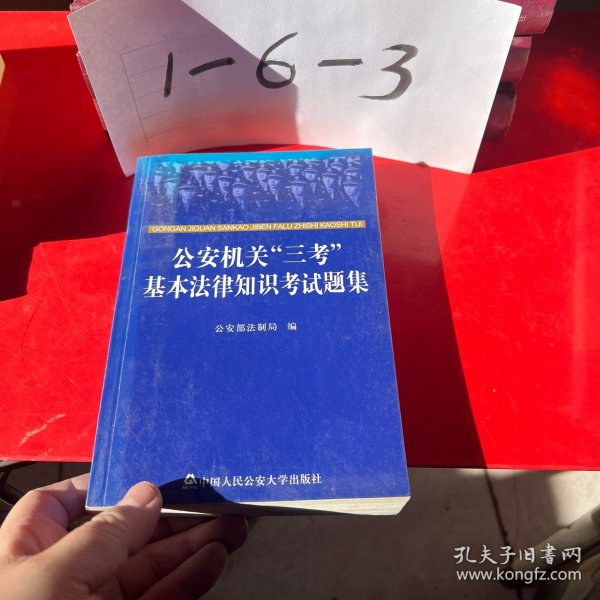 1-6-3
GONGAN JIGUAN SANKAO JIBEN FALU ZHISHI KAOSHI TIJI
公安机关“三考”
基本法律知识考试题集
公安部法制局 编
中国人民公安大学出版社
孔夫子旧书网
www.kongfz.com